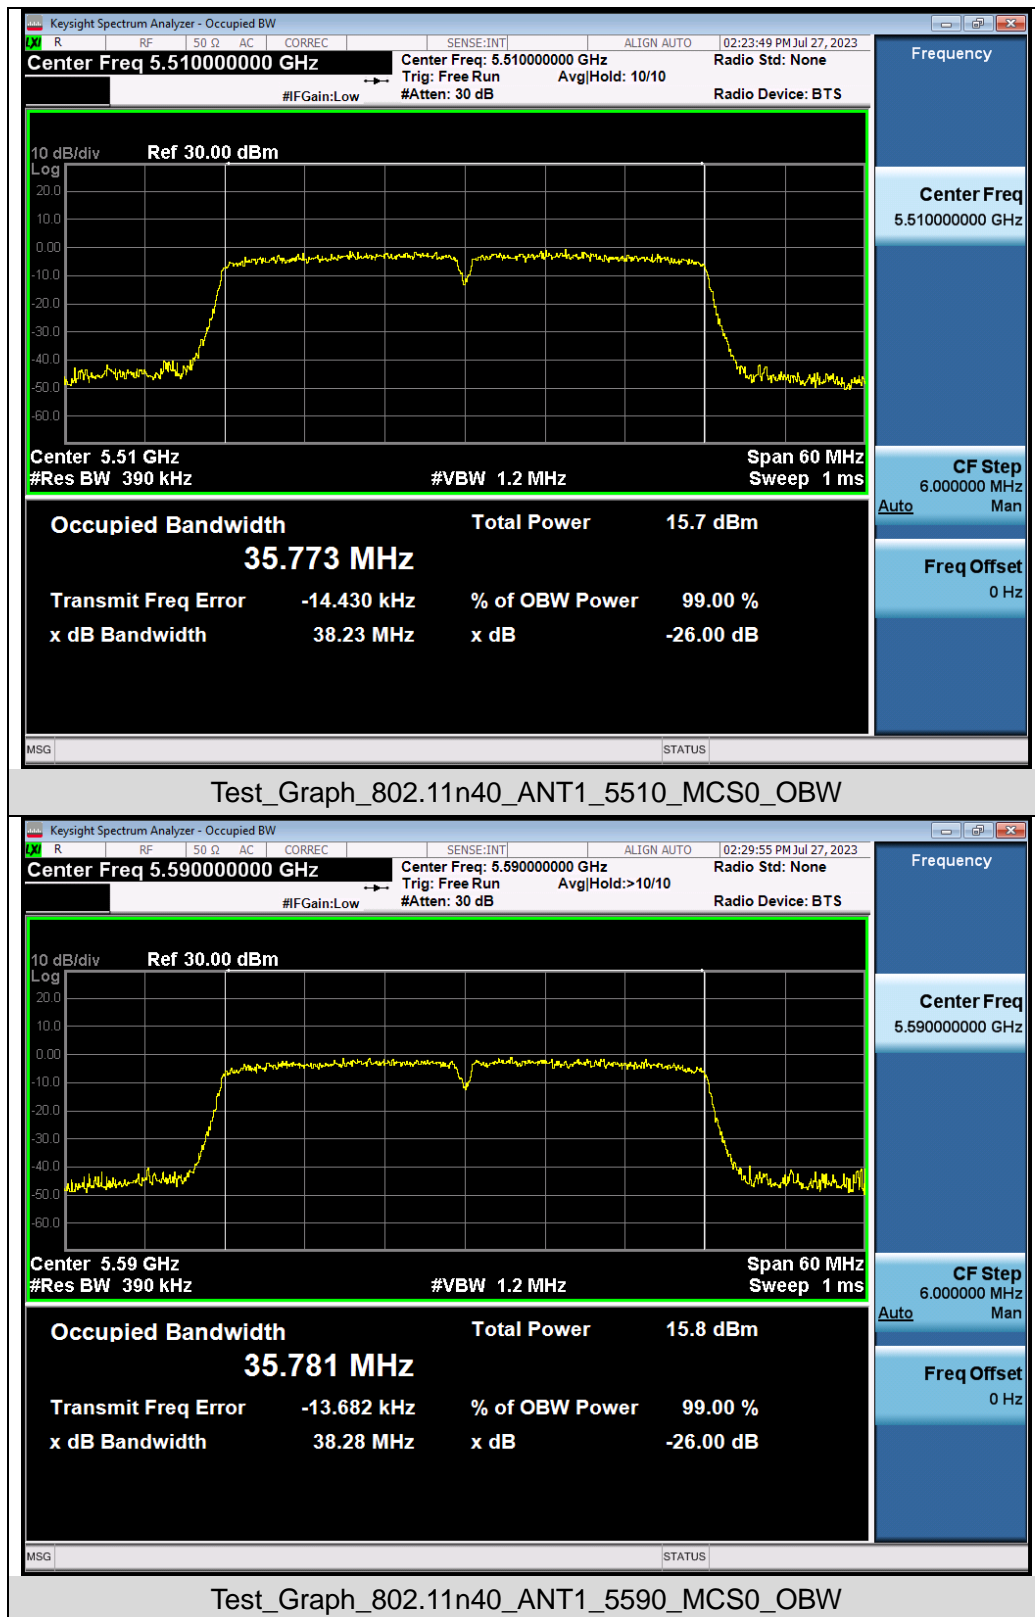 Keysight Spectrum Analyzer - Occupied BW
LXI R RF 50 Ω AC CORREC SENSE:INT ALIGN AUTO 02:23:49 PM Jul 27, 2023
Center Freq 5.510000000 GHz Center Freq: 5.510000000 GHz Radio Std: None
Trig: Free Run Avg|Hold: 10/10
#IFGain:Low #Atten: 30 dB Radio Device: BTS
10 dB/div Ref 30.00 dBm
Log
20.0
10.0
0.00
-10.0
-20.0
-30.0
-40.0
-50.0
-60.0
Center 5.51 GHz Span 60 MHz
#Res BW 390 kHz #VBW 1.2 MHz Sweep 1 ms
Occupied Bandwidth Total Power 15.7 dBm
35.773 MHz
Transmit Freq Error -14.430 kHz % of OBW Power 99.00 %
x dB Bandwidth 38.23 MHz x dB -26.00 dB
MSG STATUS
Frequency
Center Freq
5.510000000 GHz
CF Step
6.000000 MHz
Auto Man
Freq Offset
0 Hz
Test_Graph_802.11n40_ANT1_5510_MCS0_OBW
Keysight Spectrum Analyzer - Occupied BW
LXI R RF 50 Ω AC CORREC SENSE:INT ALIGN AUTO 02:29:55 PM Jul 27, 2023
Center Freq 5.590000000 GHz Center Freq: 5.590000000 GHz Radio Std: None
Trig: Free Run Avg|Hold:>10/10
#IFGain:Low #Atten: 30 dB Radio Device: BTS
10 dB/div Ref 30.00 dBm
Log
20.0
10.0
0.00
-10.0
-20.0
-30.0
-40.0
-50.0
-60.0
Center 5.59 GHz Span 60 MHz
#Res BW 390 kHz #VBW 1.2 MHz Sweep 1 ms
Occupied Bandwidth Total Power 15.8 dBm
35.781 MHz
Transmit Freq Error -13.682 kHz % of OBW Power 99.00 %
x dB Bandwidth 38.28 MHz x dB -26.00 dB
MSG STATUS
Frequency
Center Freq
5.590000000 GHz
CF Step
6.000000 MHz
Auto Man
Freq Offset
0 Hz
Test_Graph_802.11n40_ANT1_5590_MCS0_OBW